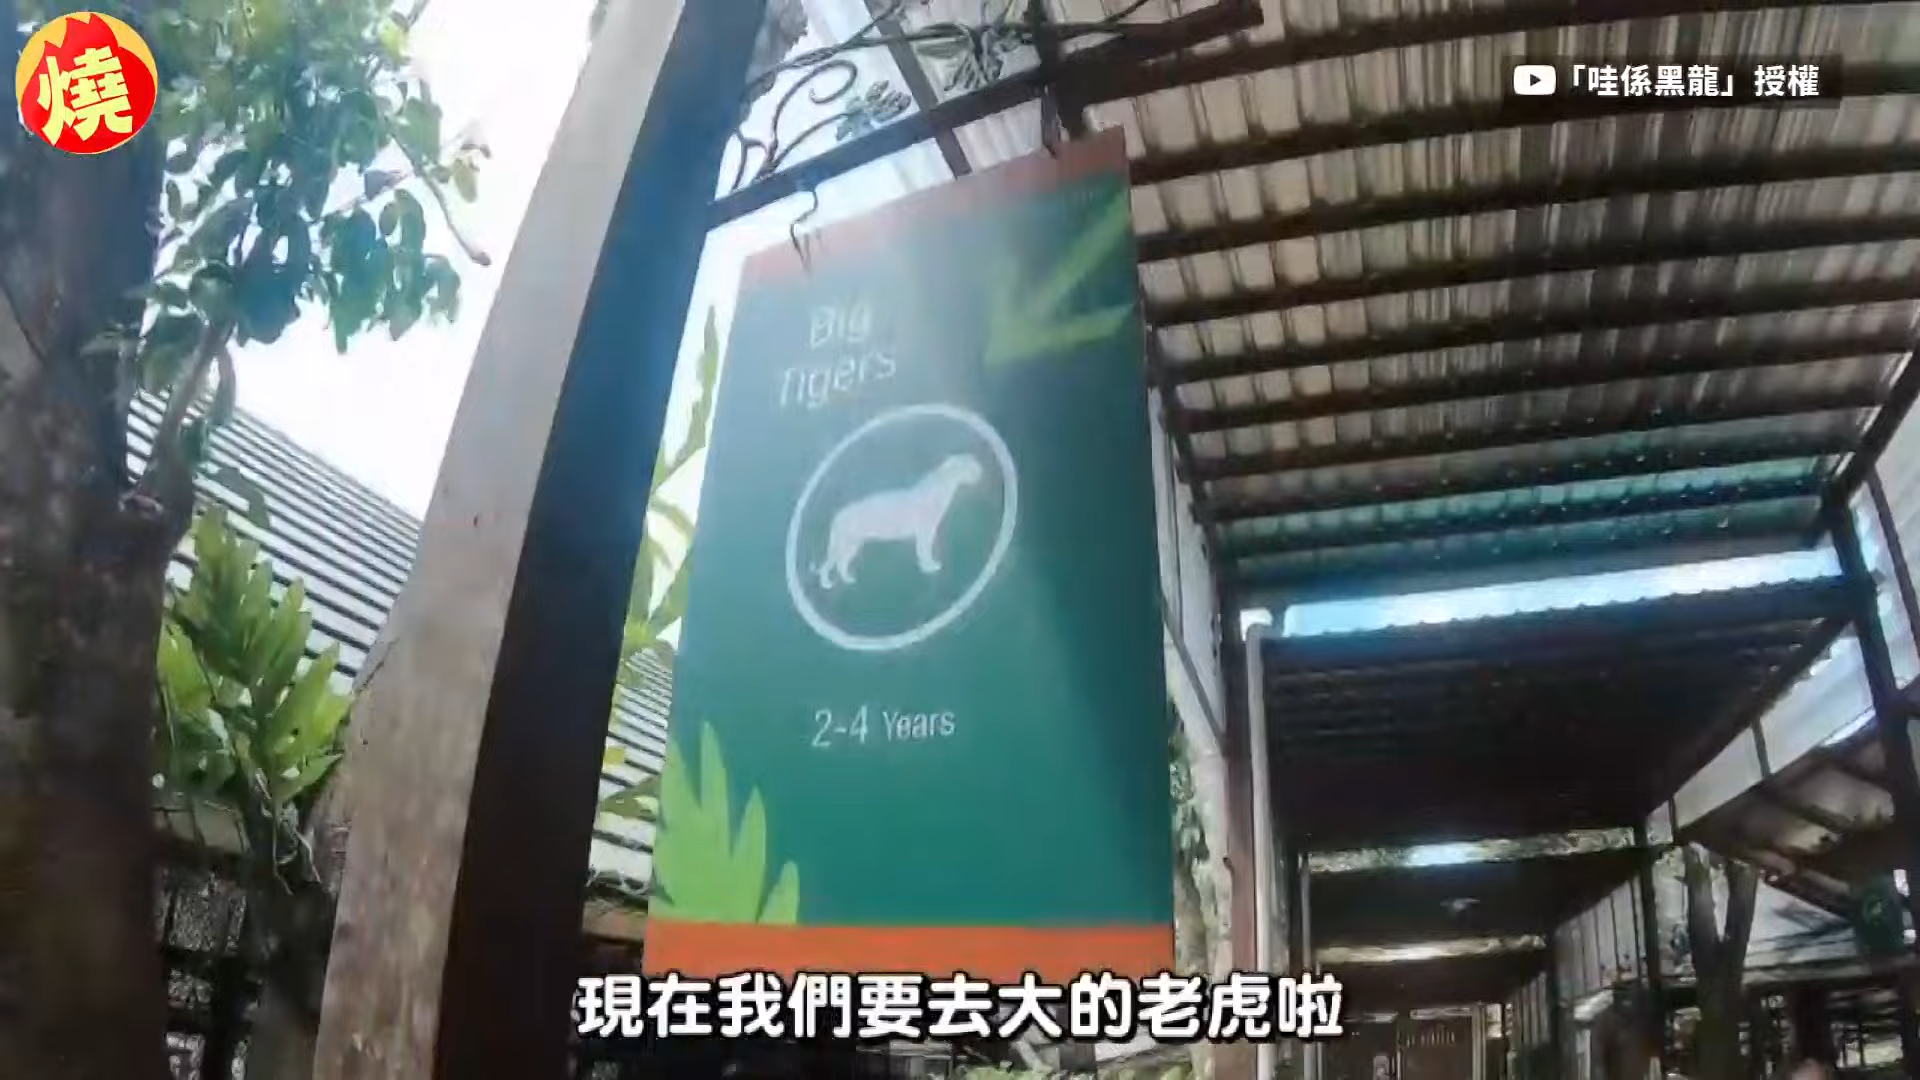 燒
「哇係黑龍」授權
Big
Tigers
2-4 Years
現在我們要去大的老虎啦